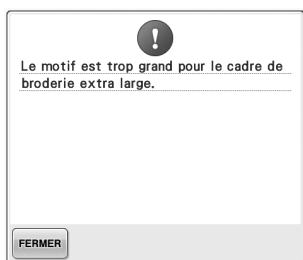 Le motif est trop grand pour le cadre de
broderie extra large.
FERMER